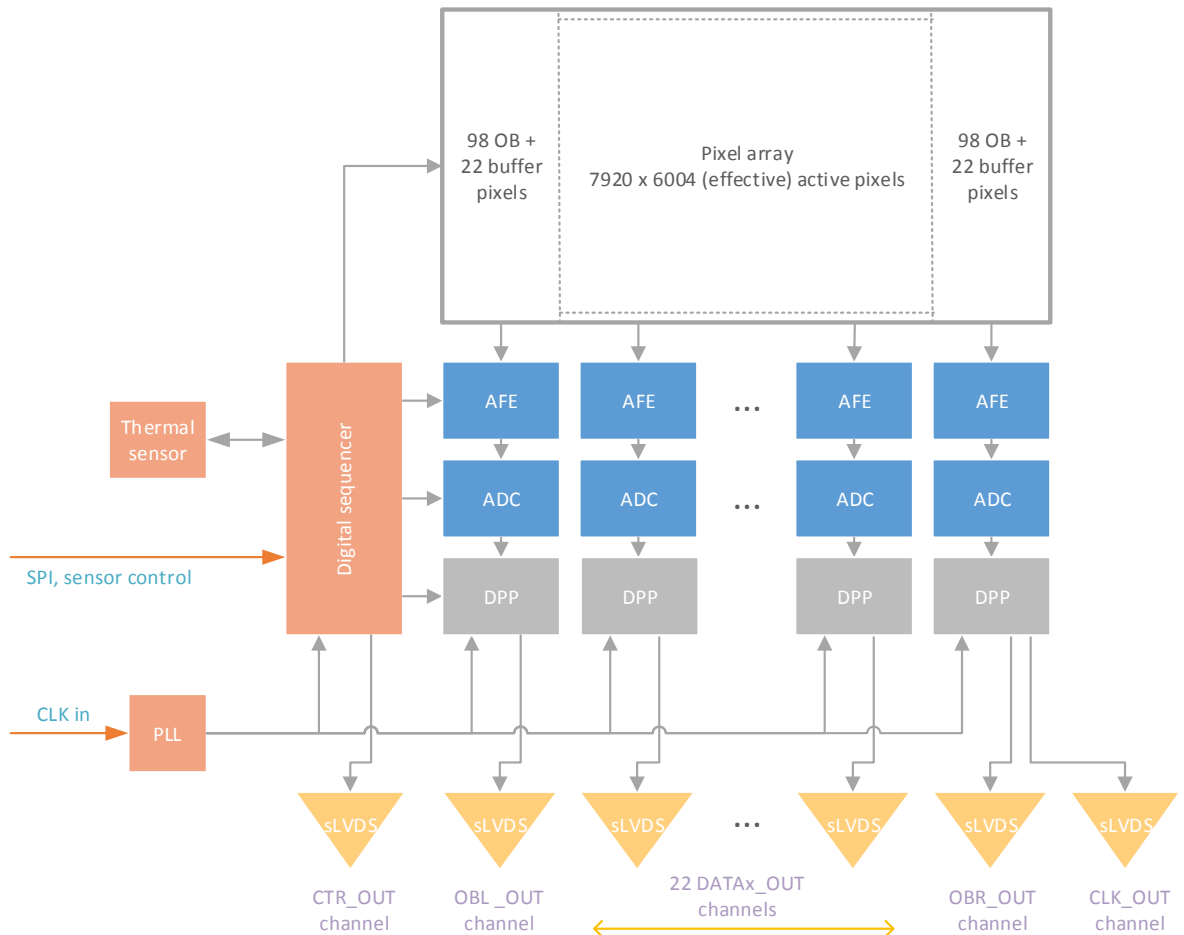 98 OB +
22 buffer
pixels
Pixel array
7920 x 6004 (effective) active pixels
98 OB +
22 buffer
pixels
Thermal
sensor
Digital sequencer
AFE
AFE
...
AFE
AFE
ADC
ADC
...
ADC
ADC
DPP
DPP
DPP
DPP
SPI, sensor control
CLK in
PLL
sLVDS
sLVDS
sLVDS
...
sLVDS
sLVDS
sLVDS
CTR_OUT
channel
OBL _OUT
channel
22 DATAx_OUT
channels
OBR_OUT
channel
CLK_OUT
channel